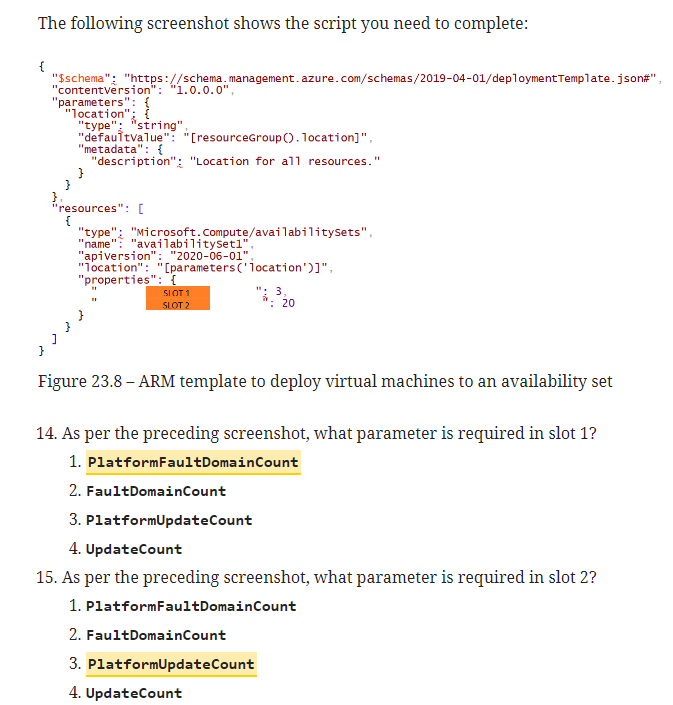 The following screenshot shows the script you need to complete:
{
"$schema": "https://schema.management.azure.com/schemas/2019-04-01/deploymentTemplate.json#",
"contentVersion": "1.0.0.0",
"parameters": {
"location": {
"type": "string",
"defaultValue": "[resourceGroup().location]",
"metadata": {
"description": "Location for all resources."
}
}
},
"resources": [
{
"type": "Microsoft.Compute/availabilitySets",
"name": "availabilitySet1",
"apiversion": "2020-06-01",
"location": "[parameters('location')]",
"properties": {
" SLOT 1 ": 3,
" SLOT 2 ": 20
}
}
]
}
Figure 23.8 – ARM template to deploy virtual machines to an availability set
14. As per the preceding screenshot, what parameter is required in slot 1?
1. PlatformFaultDomainCount
2. FaultDomainCount
3. PlatformUpdateCount
4. UpdateCount
15. As per the preceding screenshot, what parameter is required in slot 2?
1. PlatformFaultDomainCount
2. FaultDomainCount
3. PlatformUpdateCount
4. UpdateCount